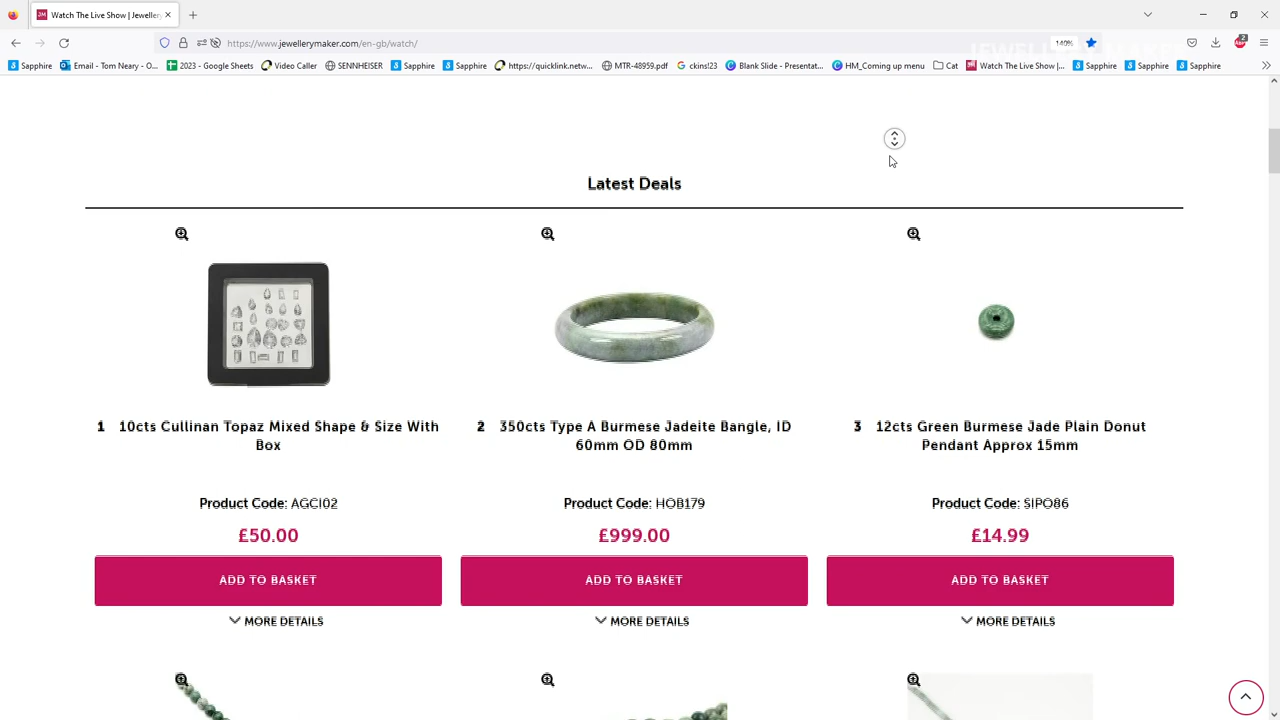 Watch The Live Show | Jeweller
https://www.jewellerymaker.com gb/watch/
140%
2
Sapphire
Email - Tom Neary - O...
2023 - Google Sheets
Video Caller
SENNHEISER
Sapphire
Sapphire
https://quicklink.netw...
MTR-48959.pdf
ckins!23
Blank Slide - Presentat...
HM_Coming up menu
Cat
Watch The Live Show |...
Sapphire
Sapphire
Sapphire
Latest Deals
1 10cts Cullinan Topaz Mixed Shape & Size With
Box
Product Code: AGCI02
£50.00
ADD TO BASKET
MORE DETAILS
2 350cts Type A Burmese Jadeite Bangle, ID
60mm OD 80mm
Product Code: HOB179
£999.00
ADD TO BASKET
MORE DETAILS
3 12cts Green Burmese Jade Plain Donut
Pendant Approx 15mm
Product Code: SIPO86
£14.99
ADD TO BASKET
MORE DETAILS